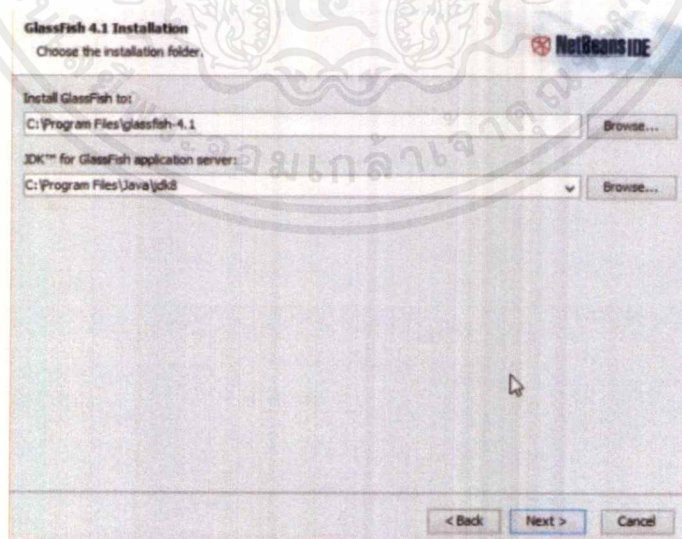 GlassFish 4.1 Installation
Choose the installation folder.
NetBeans IDE
Install GlassFish to:
C:\Program Files\glassfish-4.1
Browse...
JDK™ for GlassFish application server:
C:\Program Files\Java\jdk8
Browse...
< Back
Next >
Cancel